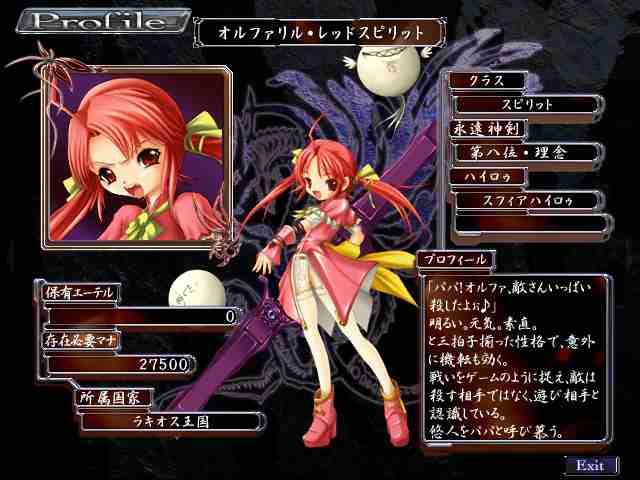 Profile
オルファリル・レッドスピリット
クラス
スピリット
永遠神剣
第八位・理念
ハイロゥ
スフィアハイロゥ
プロフィール
「パパ！オルファ、敵さんいっぱい
殺したよぉ♪」
明るい。元気。素直。
と三拍子揃った性格で、意外
に機転も効く。
戦いをゲームのように捉え、敵は
殺す相手ではなく、遊び相手と
認識している。
悠人をパパと呼び慕う。
保有エーテル
0
存在必要マナ
27500
所属国家
ラキオス王国
Exit